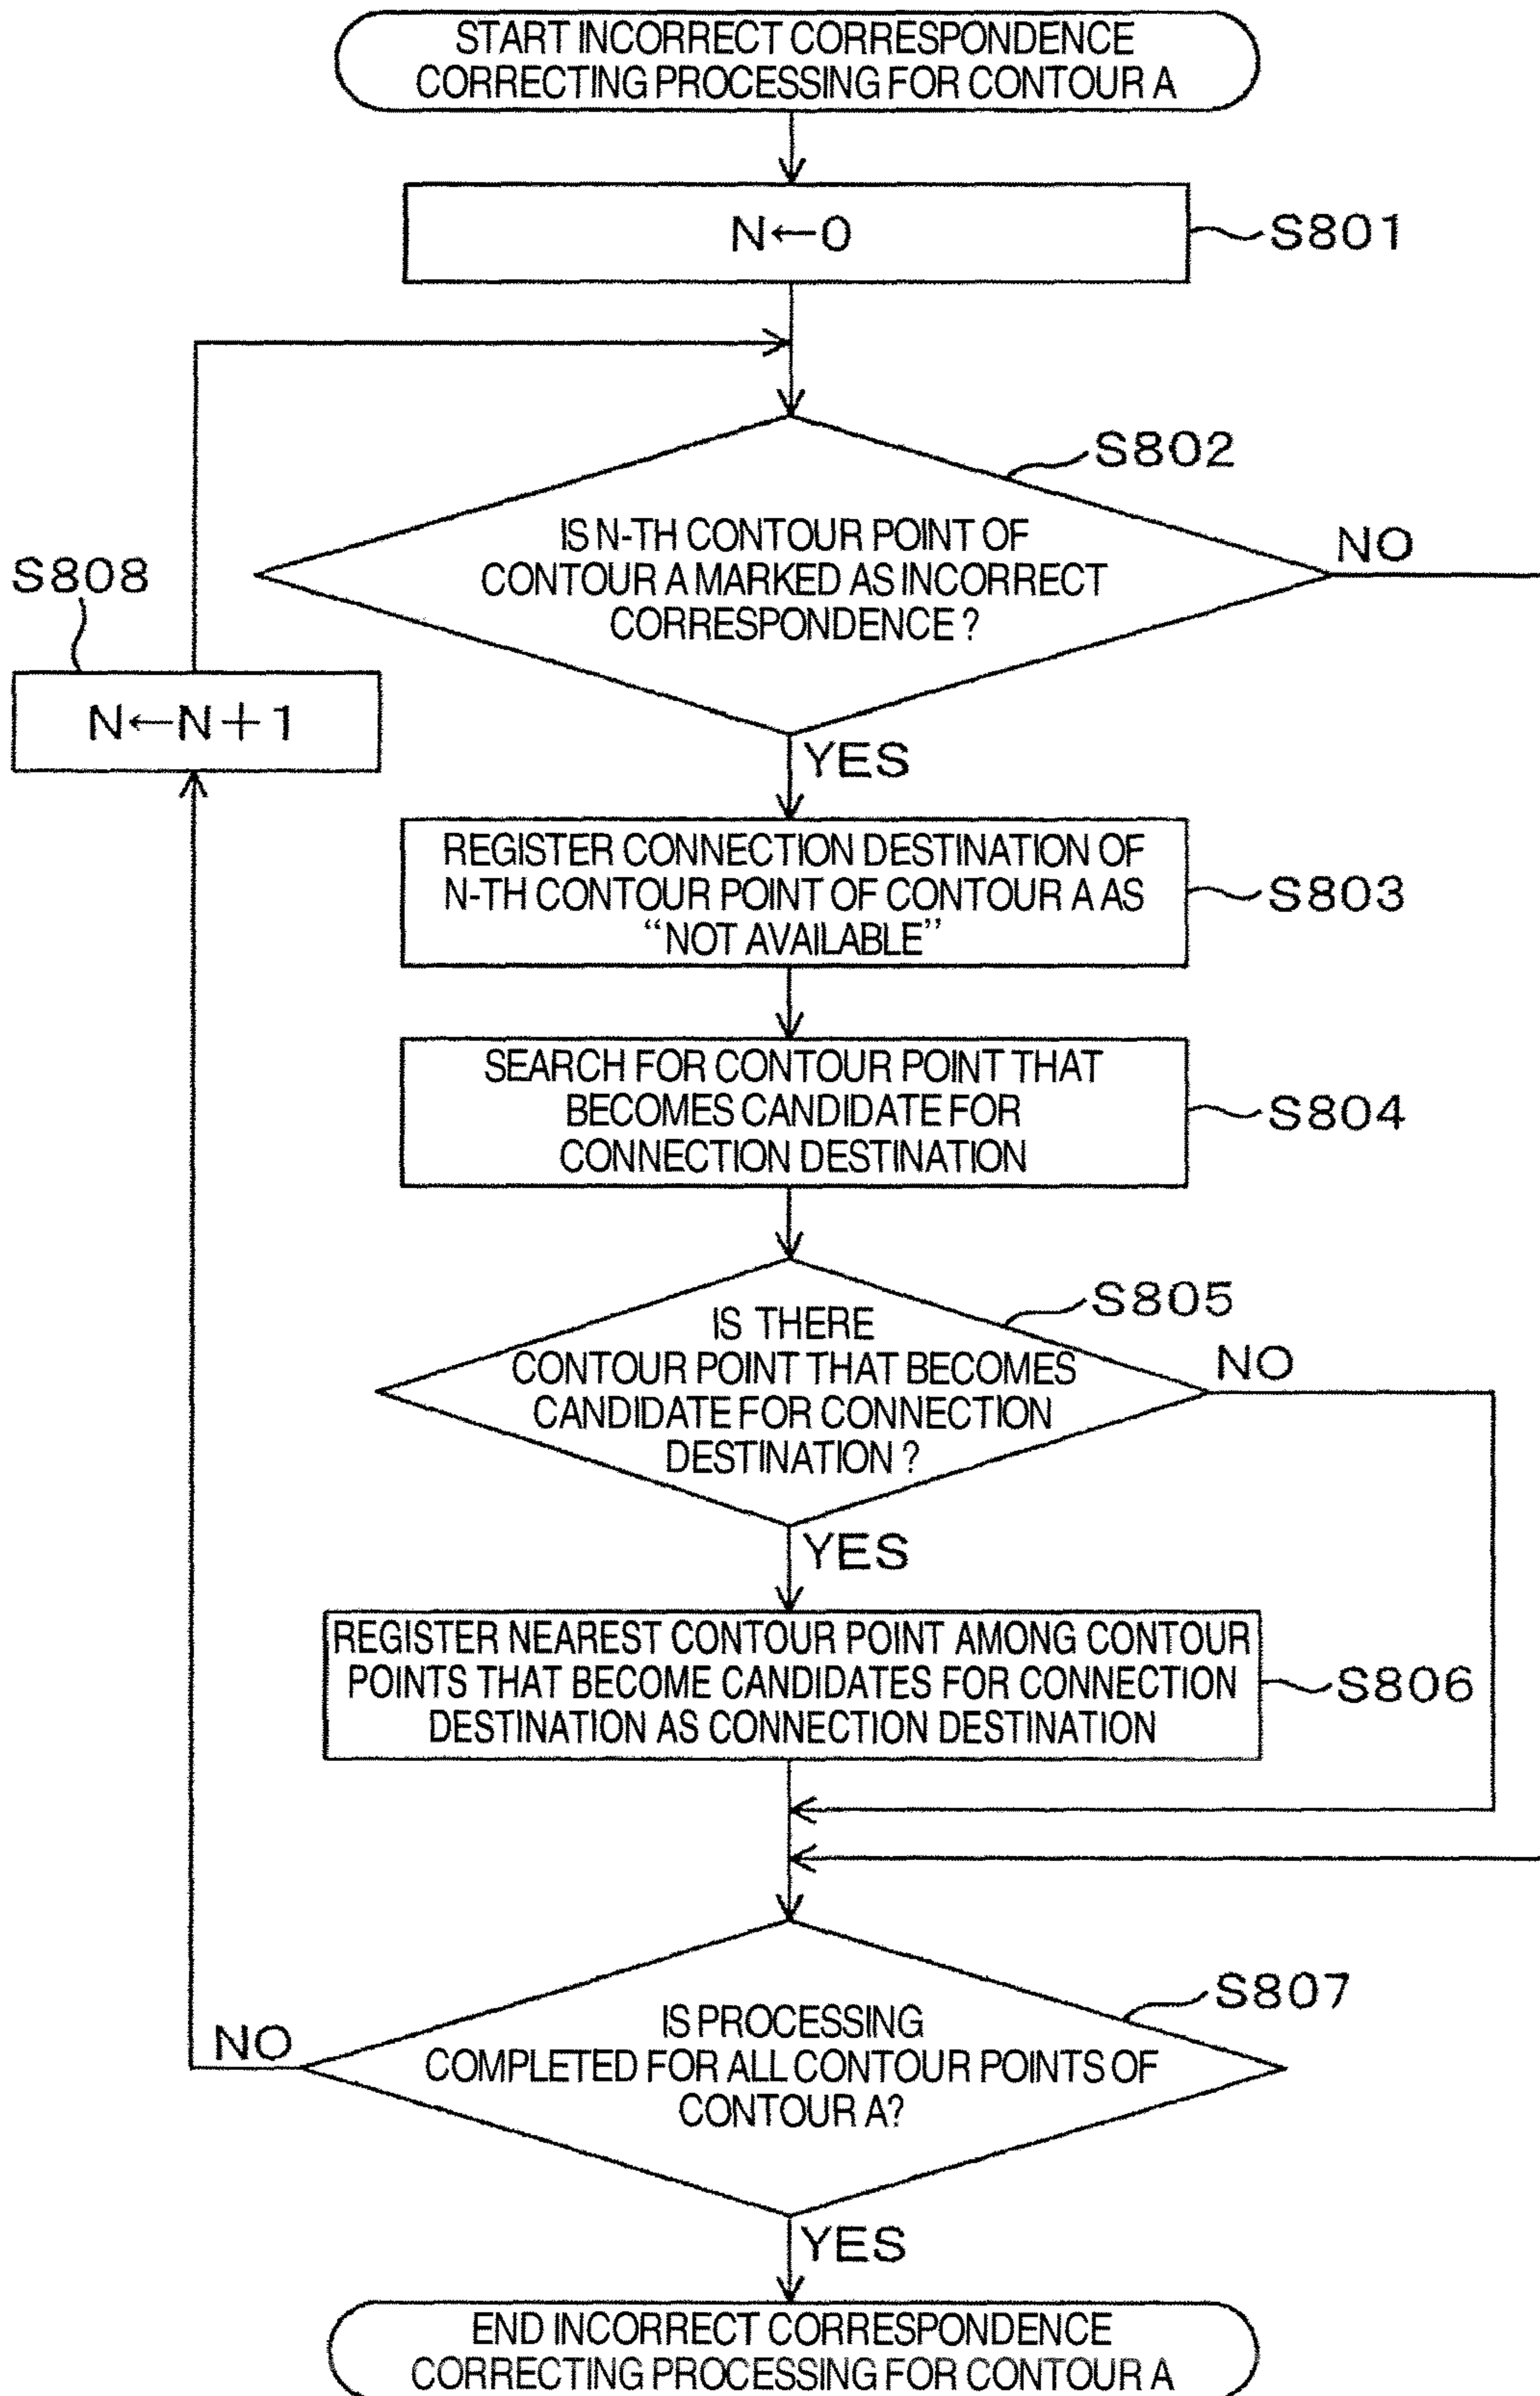 START INCORRECT CORRESPONDENCE
CORRECTING PROCESSING FOR CONTOUR A
N←0
S801
S802
IS N-TH CONTOUR POINT OF
CONTOUR A MARKED AS INCORRECT
CORRESPONDENCE ?
NO
S808
N←N+1
YES
REGISTER CONNECTION DESTINATION OF
N-TH CONTOUR POINT OF CONTOUR A AS
“NOT AVAILABLE”
S803
SEARCH FOR CONTOUR POINT THAT
BECOMES CANDIDATE FOR
CONNECTION DESTINATION
S804
S805
IS THERE
CONTOUR POINT THAT BECOMES
CANDIDATE FOR CONNECTION
DESTINATION ?
NO
YES
REGISTER NEAREST CONTOUR POINT AMONG CONTOUR
POINTS THAT BECOME CANDIDATES FOR CONNECTION
DESTINATION AS CONNECTION DESTINATION
S806
S807
IS PROCESSING
COMPLETED FOR ALL CONTOUR POINTS OF
CONTOUR A?
NO
YES
END INCORRECT CORRESPONDENCE
CORRECTING PROCESSING FOR CONTOUR A